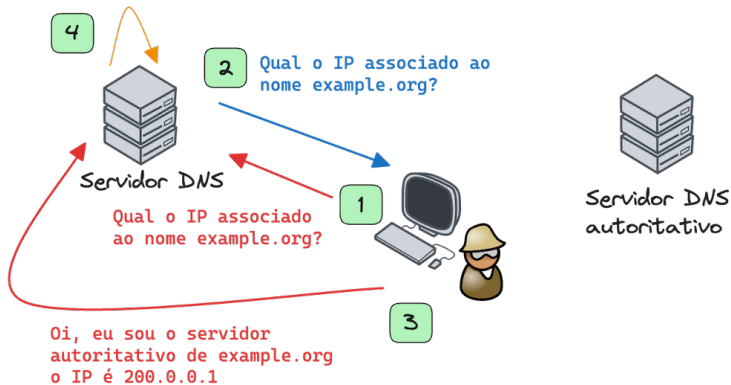 4
2
Qual o IP associado ao
nome example.org?
Servidor DNS
1
Qual o IP associado
ao nome example.org?
Servidor DNS
autoritativo
3
Oi, eu sou o servidor
autoritativo de example.org
o IP é 200.0.0.1